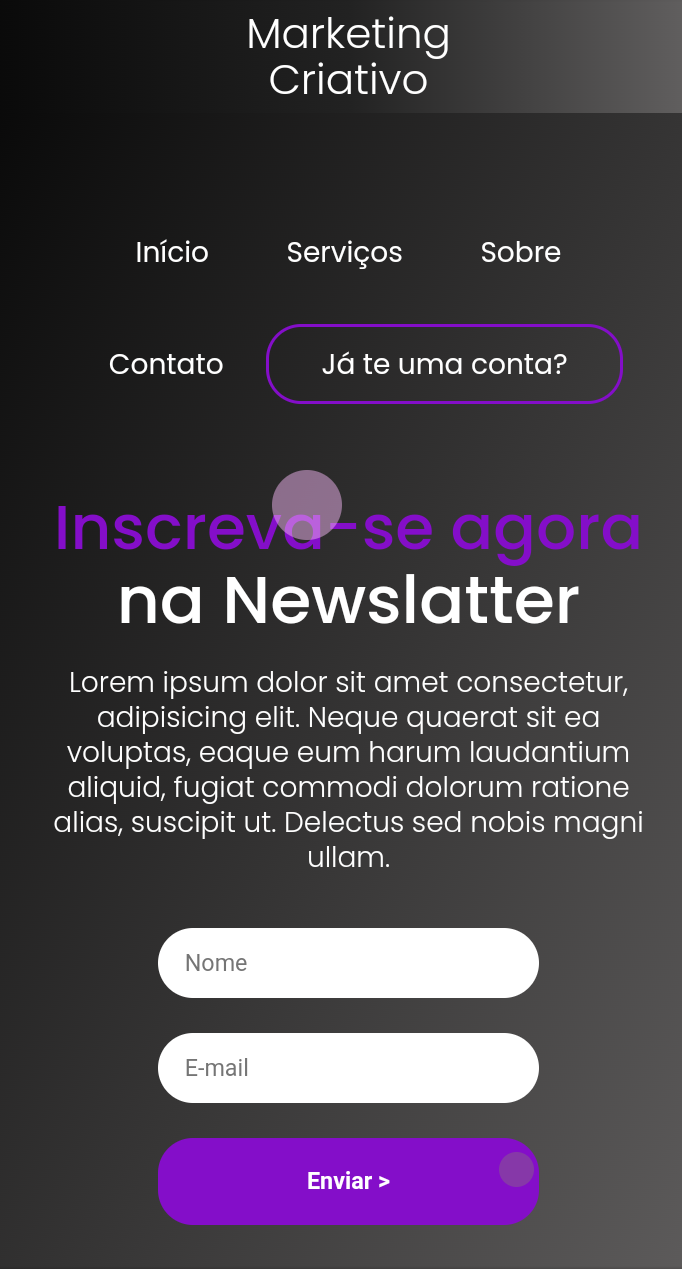 Marketing
Criativo
Início Serviços Sobre
Contato Já te uma conta?
Inscreva-se agora
na Newslatter
Lorem ipsum dolor sit amet consectetur,
adipisicing elit. Neque quaerat sit ea
voluptas, eaque eum harum laudantium
aliquid, fugiat commodi dolorum ratione
alias, suscipit ut. Delectus sed nobis magni
ullam.
Nome
E-mail
Enviar >